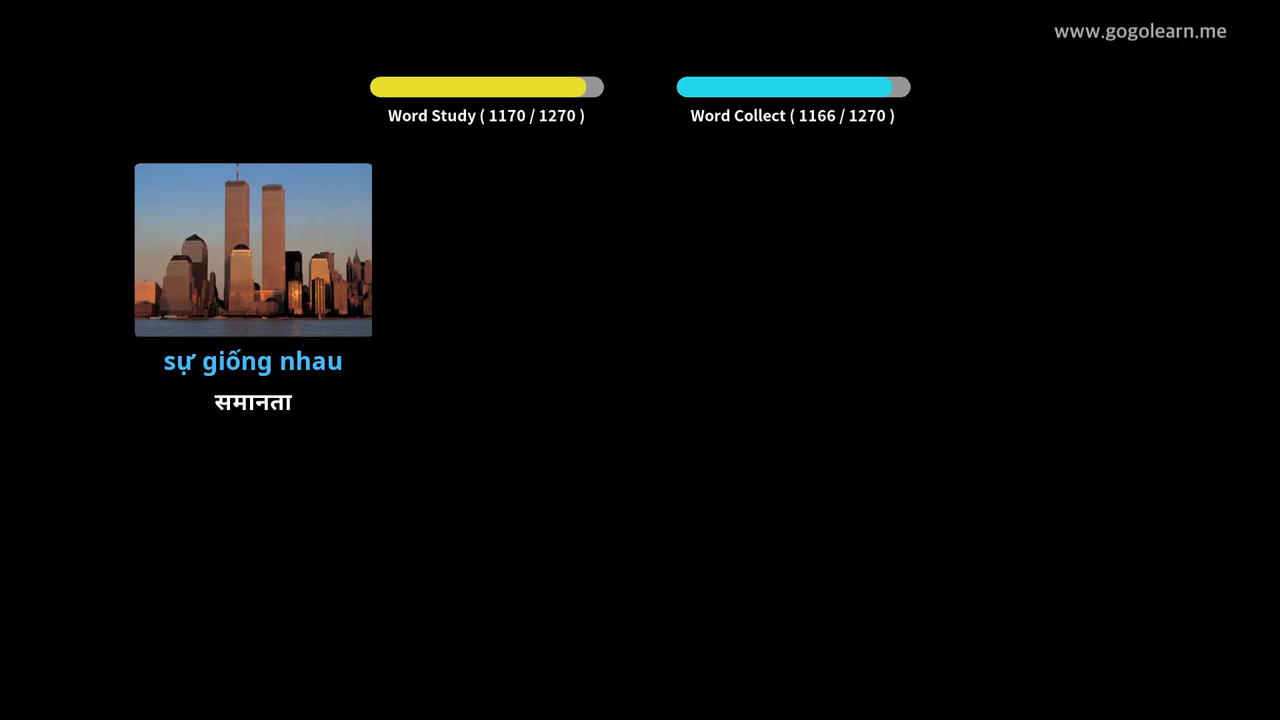 www.gogolearn.me
Word Study ( 1170 / 1270 )
Word Collect ( 1166 / 1270 )
sự giống nhau
समानता